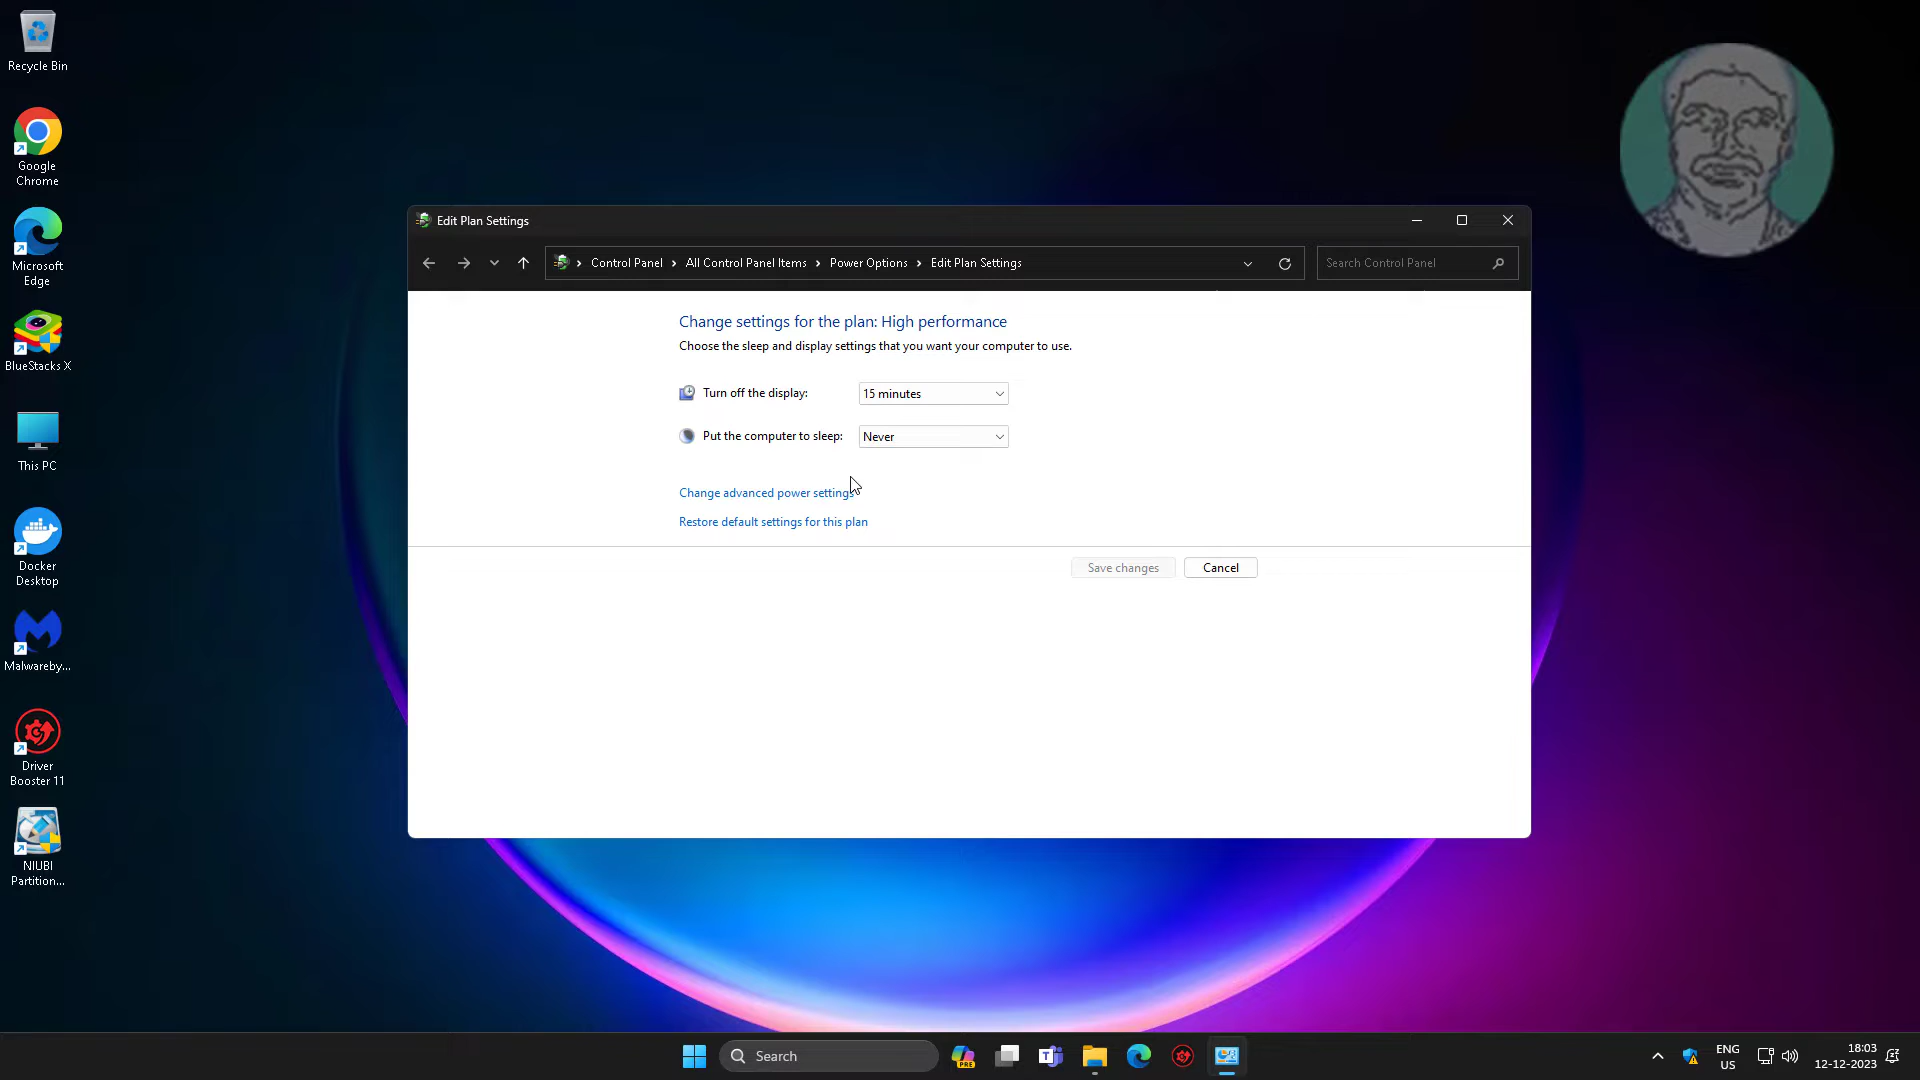 Recycle Bin
Google
Chrome
Microsoft
Edge
BlueStacks X
This PC
Docker
Desktop
Malwareby...
Driver
Booster 11
NIUBI
Partition...
Edit Plan Settings
Control Panel > All Control Panel Items > Power Options > Edit Plan Settings
Search Control Panel
Change settings for the plan: High performance
Choose the sleep and display settings that you want your computer to use.
Turn off the display: 15 minutes
Put the computer to sleep: Never
Change advanced power settings
Restore default settings for this plan
Save changes Cancel
Search
PRE
ENG
US
18:03
12-12-2023